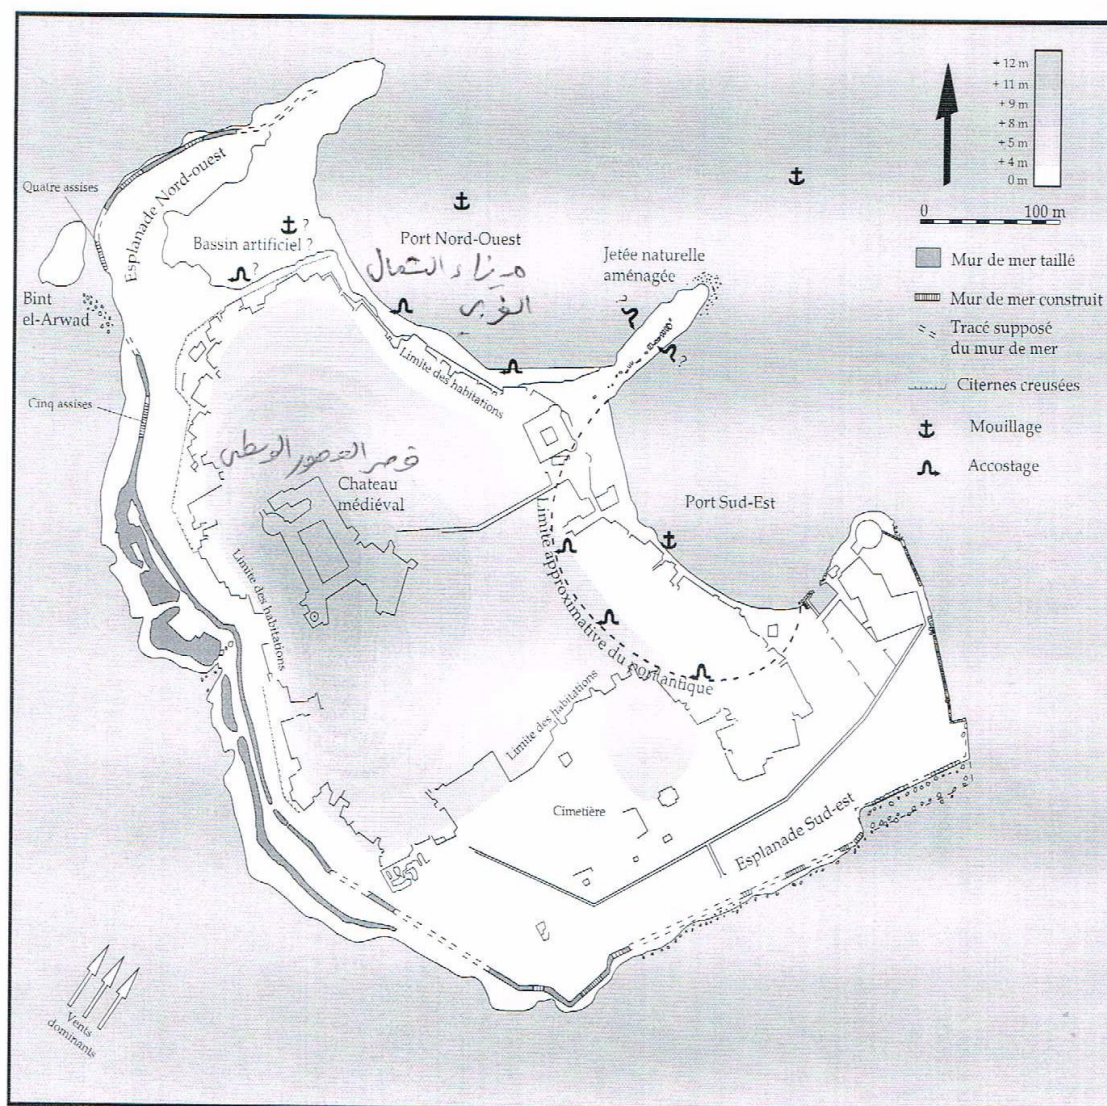 + 12 m
+ 11 m
+ 9 m
+ 8 m
+ 5 m
+ 4 m
0 m
0 100 m
Mur de mer taillé
Mur de mer construit
Tracé supposé
du mur de mer
Citernes creusées
Mouillage
Accostage
Quatre assises
Esplanade Nord-ouest
Bassin artificiel ?
?
?
Port Nord-Ouest
ميناء الشمال
الغربي
Jetée naturelle
aménagée
?
?
Bint
el-Arwad
Limite des habitations
Cinq assises
قصر العصور الوسطى
Chateau
médiéval
Port Sud-Est
Limite approximative du port antique
Limite des habitations
Limite des habitations
Cimetière
Esplanade Sud-est
Vents
dominants